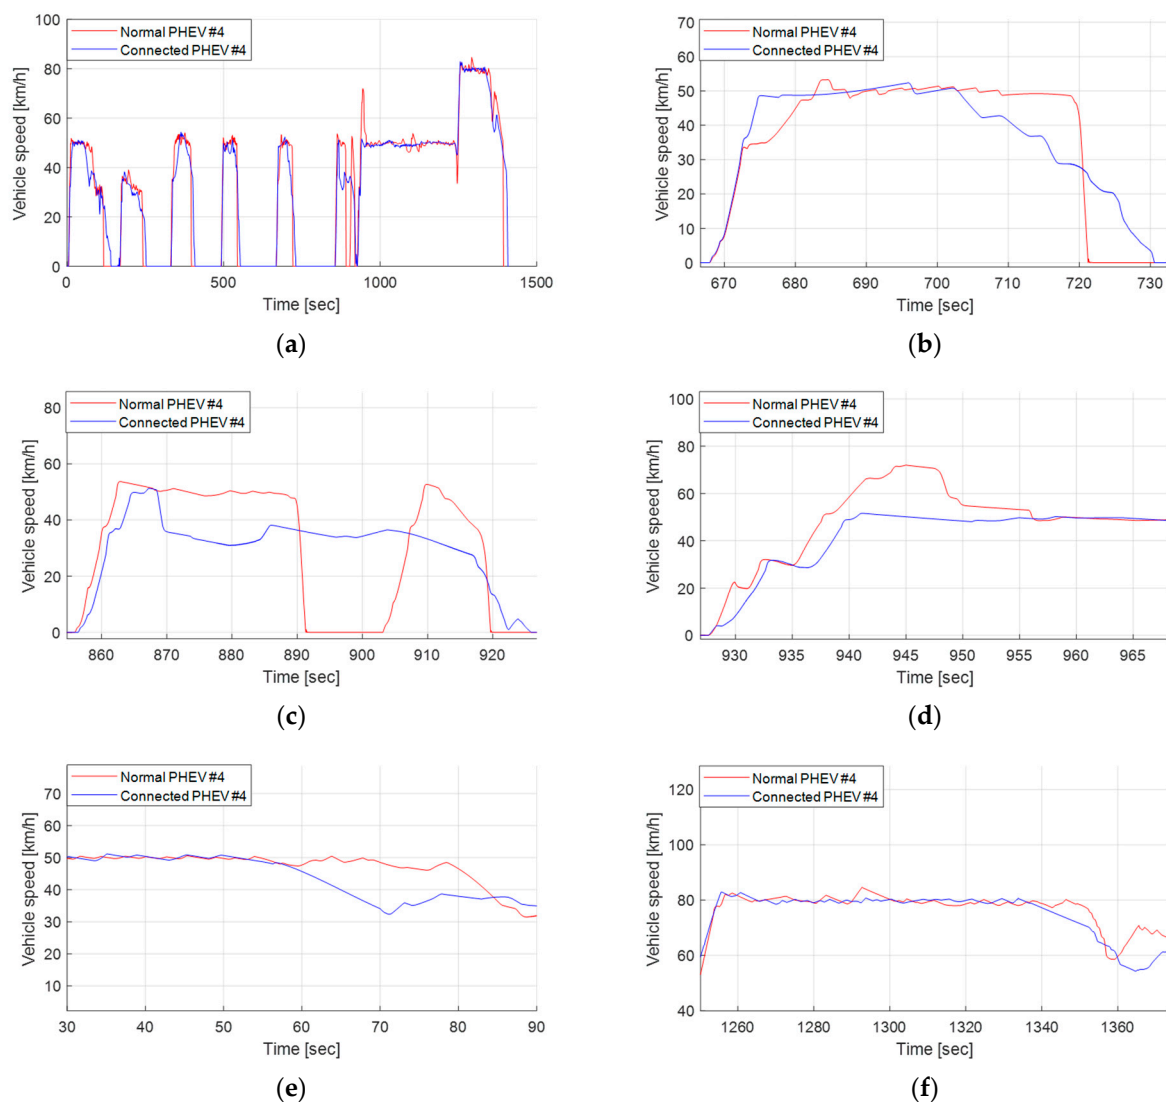 Normal PHEV #4
Connected PHEV #4
Vehicle speed [km/h]
100
80
60
40
20
0
0 500 1000 1500
Time [sec]
(a)
Normal PHEV #4
Connected PHEV #4
Vehicle speed [km/h]
70
60
50
40
30
20
10
0
670 680 690 700 710 720 730
Time [sec]
(b)
Normal PHEV #4
Connected PHEV #4
Vehicle speed [km/h]
80
60
40
20
0
860 870 880 890 900 910 920
Time [sec]
(c)
Normal PHEV #4
Connected PHEV #4
Vehicle speed [km/h]
100
80
60
40
20
0
930 935 940 945 950 955 960 965
Time [sec]
(d)
Normal PHEV #4
Connected PHEV #4
Vehicle speed [km/h]
70
60
50
40
30
20
10
30 40 50 60 70 80 90
Time [sec]
(e)
Normal PHEV #4
Connected PHEV #4
Vehicle speed [km/h]
120
100
80
60
40
1260 1280 1300 1320 1340 1360
Time [sec]
(f)